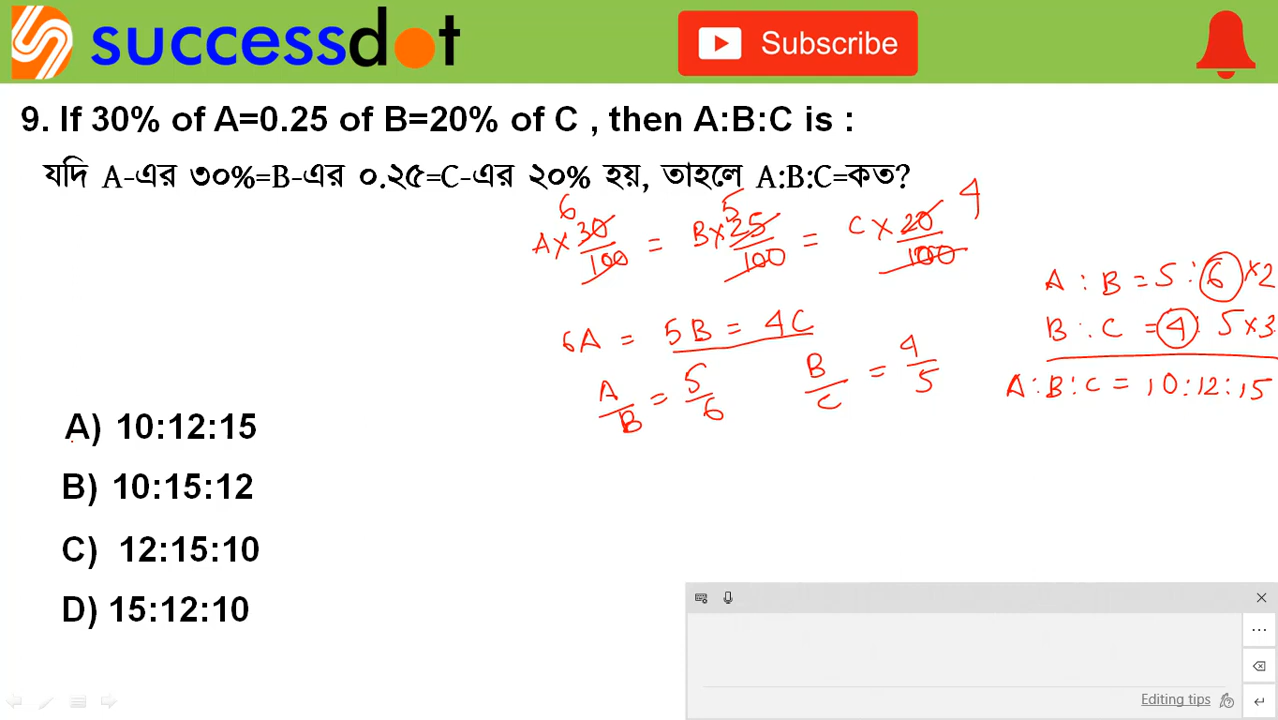 successdot
Subscribe
9. If 30% of A=0.25 of B=20% of C , then A:B:C is :
যদি A-এর ৩০%=B-এর ০.২৫=C-এর ২০% হয়, তাহলে A:B:C=কত?
6 5 4
A× 30/100 = B× 25/100 = C× 20/100
6A = 5B = 4C
A/B = 5/6 B/C = 4/5
A : B = 5 : 6 ×2
B : C = 4 : 5 ×3
A:B:C = 10:12:15
A) 10:12:15
B) 10:15:12
C) 12:15:10
D) 15:12:10
Editing tips